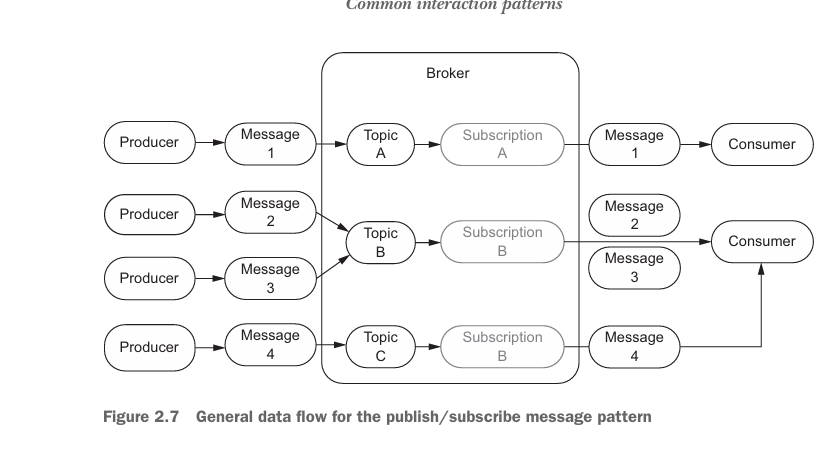 Common interaction patterns
Broker
Producer
Message
1
Topic
A
Subscription
A
Message
1
Consumer
Producer
Message
2
Producer
Message
3
Topic
B
Subscription
B
Message
2
Message
3
Consumer
Producer
Message
4
Topic
C
Subscription
B
Message
4
Figure 2.7 General data flow for the publish/subscribe message pattern